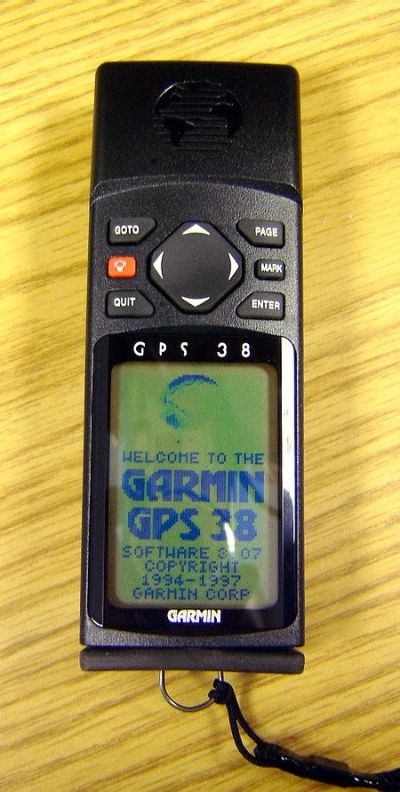 GOTO
PAGE
MARK
QUIT
ENTER
GPS 38
WELCOME TO THE
GARMIN
GPS 38
SOFTWARE 3.07
COPYRIGHT
1994-1997
GARMIN CORP
GARMIN